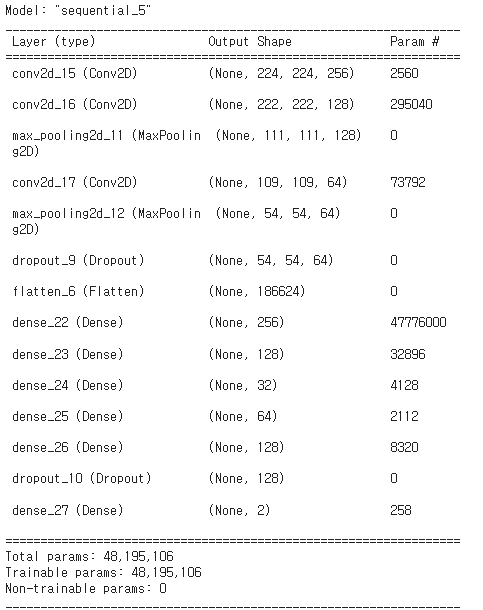 Model: "sequential_5"
_________________________________________________________________
Layer (type) Output Shape Param #
=================================================================
conv2d_15 (Conv2D) (None, 224, 224, 256) 2560
conv2d_16 (Conv2D) (None, 222, 222, 128) 295040
max_pooling2d_11 (MaxPoolin (None, 111, 111, 128) 0
g2D)
conv2d_17 (Conv2D) (None, 109, 109, 64) 73792
max_pooling2d_12 (MaxPoolin (None, 54, 54, 64) 0
g2D)
dropout_9 (Dropout) (None, 54, 54, 64) 0
flatten_6 (Flatten) (None, 186624) 0
dense_22 (Dense) (None, 256) 47776000
dense_23 (Dense) (None, 128) 32896
dense_24 (Dense) (None, 32) 4128
dense_25 (Dense) (None, 64) 2112
dense_26 (Dense) (None, 128) 8320
dropout_10 (Dropout) (None, 128) 0
dense_27 (Dense) (None, 2) 258
=================================================================
Total params: 48,195,106
Trainable params: 48,195,106
Non-trainable params: 0
_________________________________________________________________